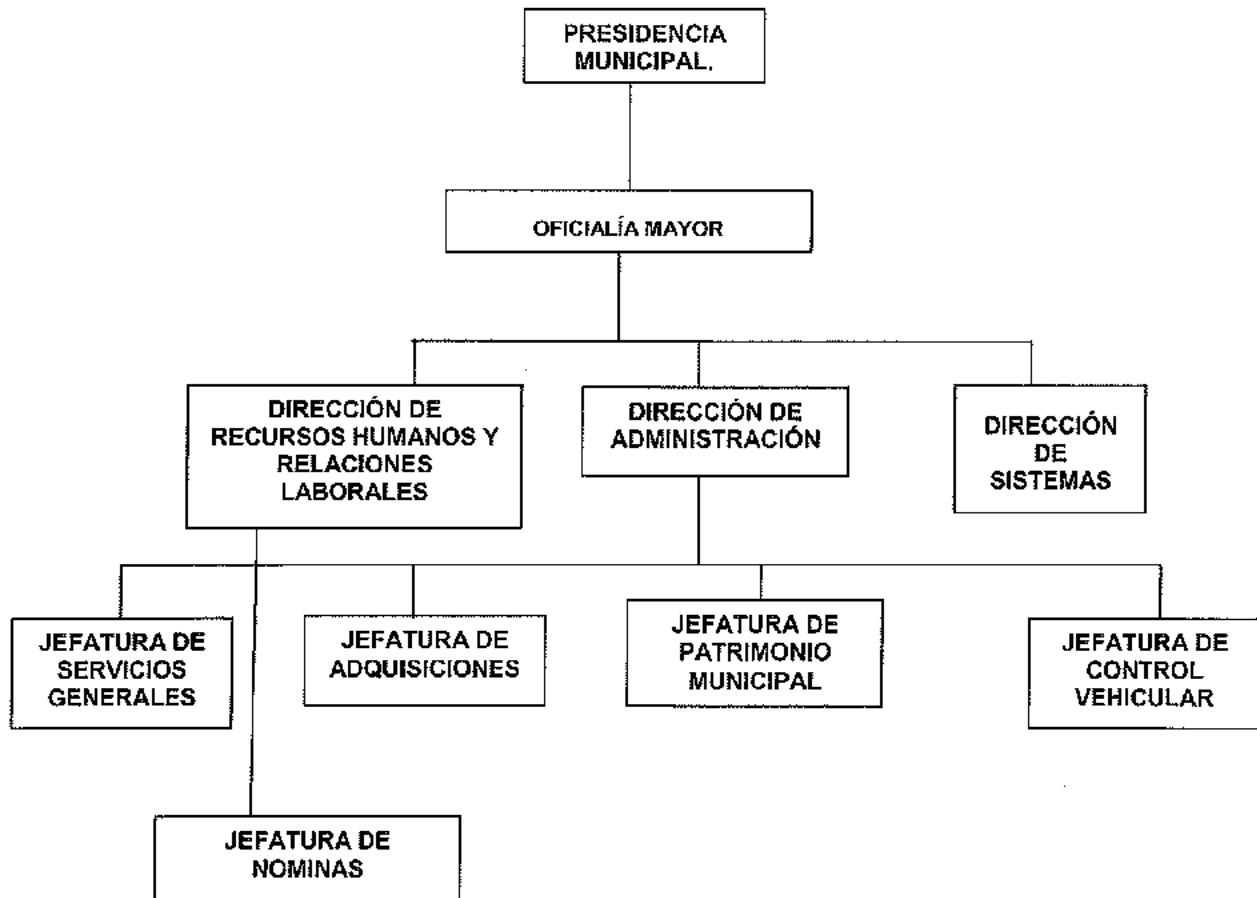 PRESIDENCIA
MUNICIPAL.
OFICIALÍA MAYOR
DIRECCIÓN DE
RECURSOS HUMANOS Y
RELACIONES
LABORALES
DIRECCIÓN DE
ADMINISTRACIÓN
DIRECCIÓN
DE
SISTEMAS
JEFATURA DE
SERVICIOS
GENERALES
JEFATURA DE
ADQUISICIONES
JEFATURA DE
PATRIMONIO
MUNICIPAL
JEFATURA DE
CONTROL
VEHICULAR
JEFATURA DE
NOMINAS